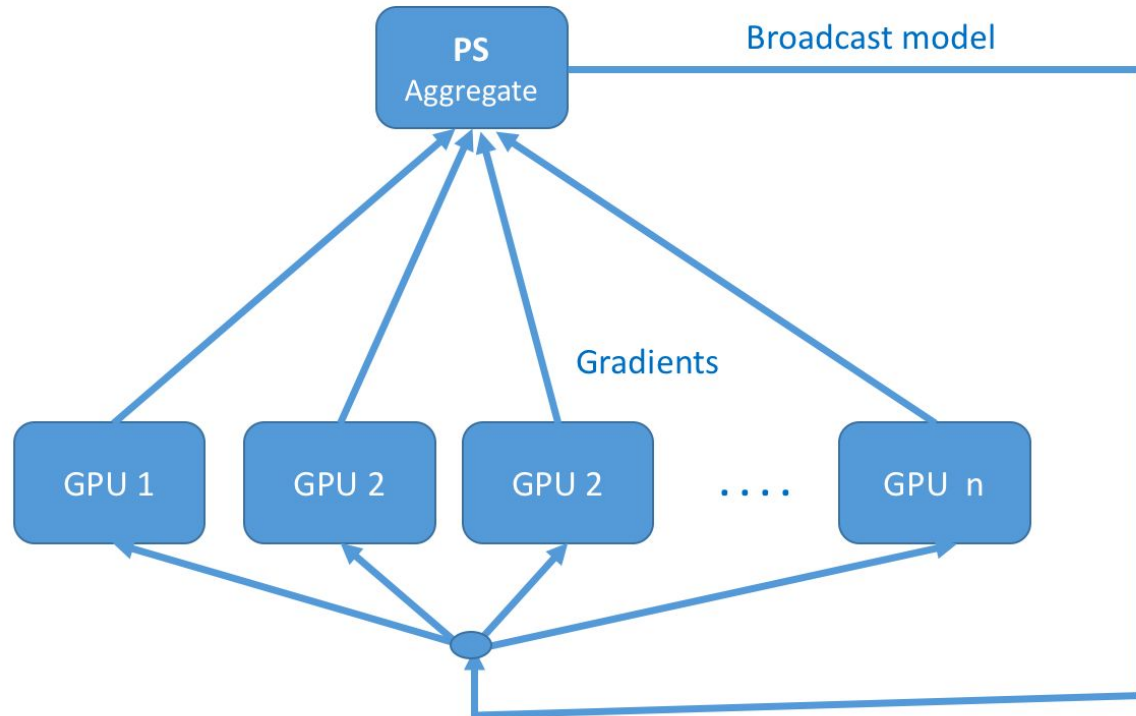 PS
Aggregate
Broadcast model
Gradients
GPU 1
GPU 2
GPU 2
....
GPU n